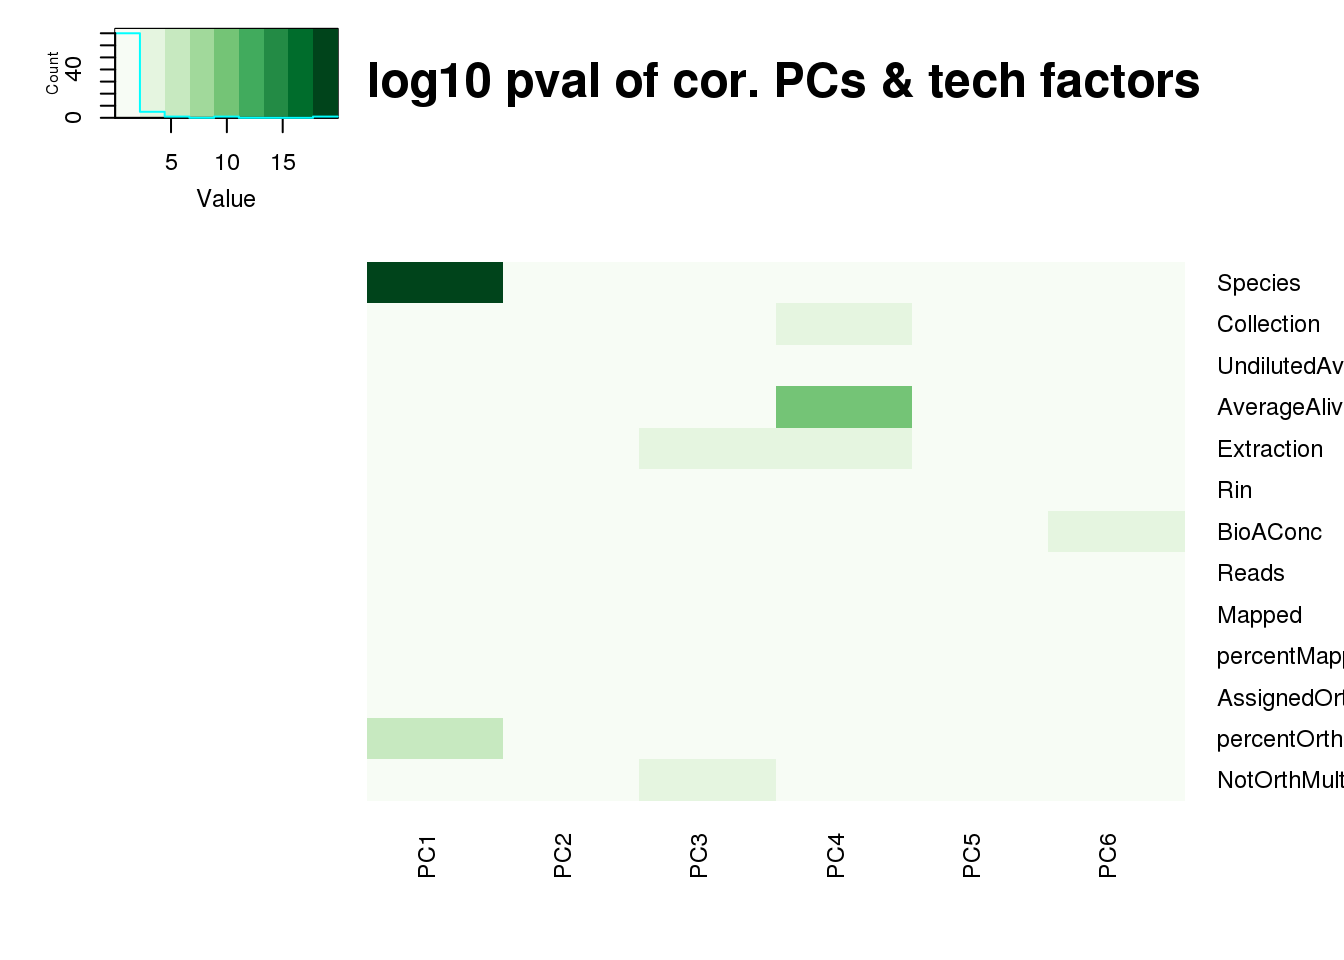 log10 pval of cor. PCs & tech factors
Count
0
40
5 10 15
Value
Species
Collection
UndilutedAv
AverageAliv
Extraction
Rin
BioAConc
Reads
Mapped
percentMapp
AssignedOrt
percentOrth
NotOrthMult
PC1 PC2 PC3 PC4 PC5 PC6